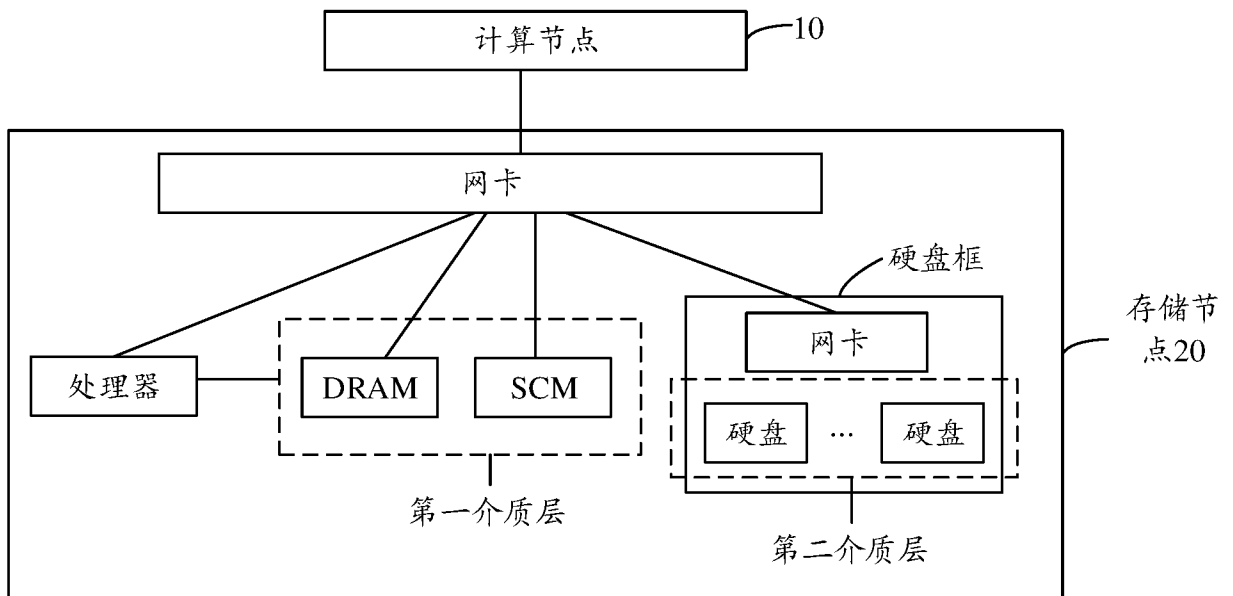 计算节点
10
网卡
硬盘框
存储节
点20
网卡
处理器
DRAM
SCM
硬盘
...
硬盘
第一介质层
第二介质层